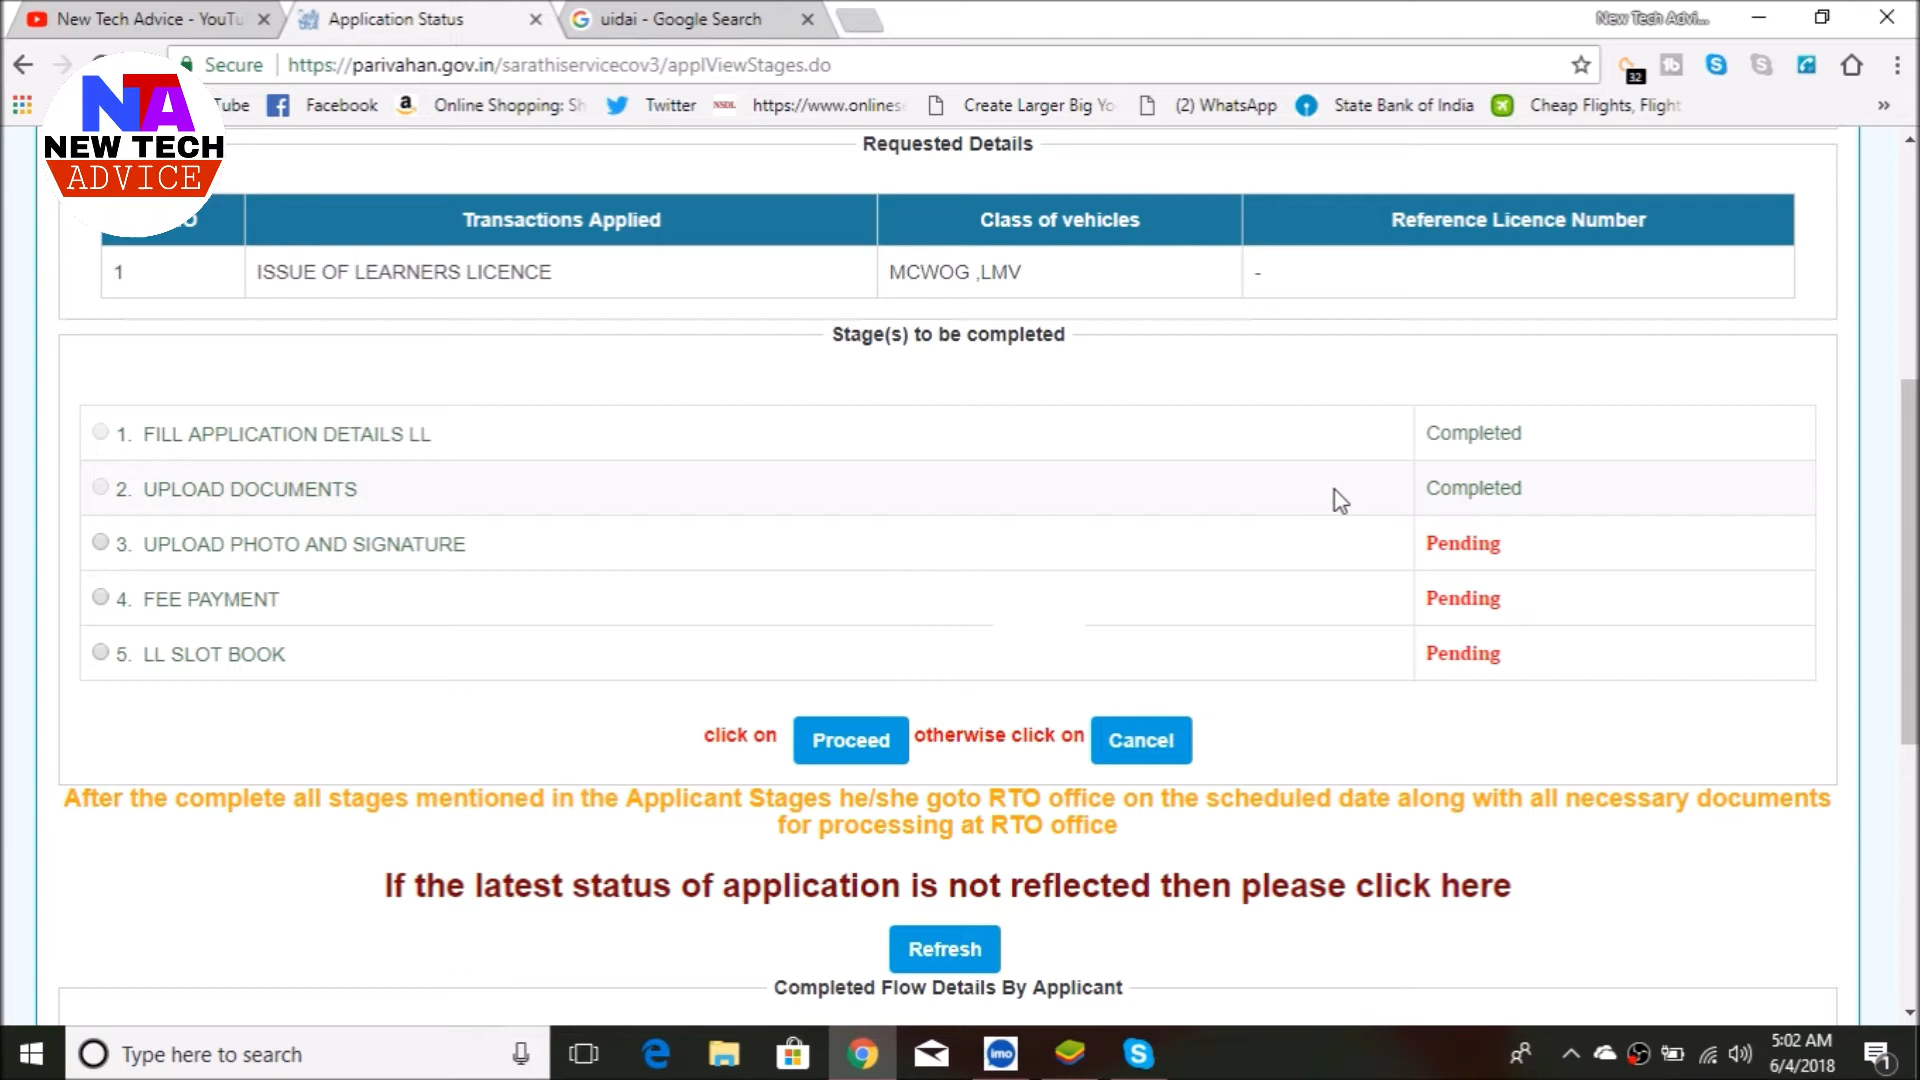 New Tech Advice - YouTu
Application Status
uidai - Google Search
New Tech Advi...
Secure
https://parivahan.gov.in/sarathiservicecov3/applViewStages.do
32
Tube
Facebook
Online Shopping: Sh
Twitter
NSDL
https://www.onlines
Create Larger Big Yo
(2) WhatsApp
State Bank of India
Cheap Flights, Flight
»
NTA
NEW TECH
ADVICE
Requested Details
O
Transactions Applied
Class of vehicles
Reference Licence Number
1
ISSUE OF LEARNERS LICENCE
MCWOG ,LMV
-
Stage(s) to be completed
1. FILL APPLICATION DETAILS LL
Completed
2. UPLOAD DOCUMENTS
Completed
3. UPLOAD PHOTO AND SIGNATURE
Pending
4. FEE PAYMENT
Pending
5. LL SLOT BOOK
Pending
click on Proceed otherwise click on Cancel
After the complete all stages mentioned in the Applicant Stages he/she goto RTO office on the scheduled date along with all necessary documents
for processing at RTO office
If the latest status of application is not reflected then please click here
Refresh
Completed Flow Details By Applicant
Type here to search
imo
5:02 AM
6/4/2018
1